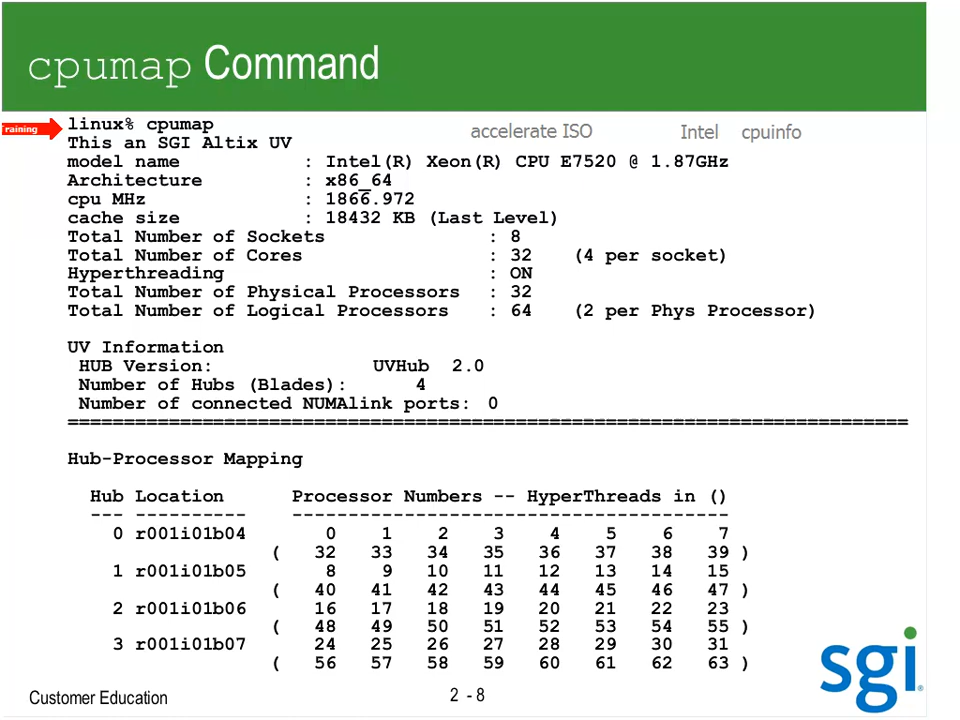 cpumap Command
Training
linux% cpumap
accelerate ISO Intel cpuinfo
This an SGI Altix UV
model name : Intel(R) Xeon(R) CPU E7520 @ 1.87GHz
Architecture : x86_64
cpu MHz : 1866.972
cache size : 18432 KB (Last Level)
Total Number of Sockets : 8
Total Number of Cores : 32 (4 per socket)
Hyperthreading : ON
Total Number of Physical Processors : 32
Total Number of Logical Processors : 64 (2 per Phys Processor)
UV Information
HUB Version: UVHub 2.0
Number of Hubs (Blades): 4
Number of connected NUMAlink ports: 0
===========================================================================
Hub-Processor Mapping
Hub Location Processor Numbers -- HyperThreads in ()
--- ---------- ---------------------------------------
0 r001i01b04 0 1 2 3 4 5 6 7
( 32 33 34 35 36 37 38 39 )
1 r001i01b05 8 9 10 11 12 13 14 15
( 40 41 42 43 44 45 46 47 )
2 r001i01b06 16 17 18 19 20 21 22 23
( 48 49 50 51 52 53 54 55 )
3 r001i01b07 24 25 26 27 28 29 30 31
( 56 57 58 59 60 61 62 63 )
Customer Education
2 - 8
sgi®